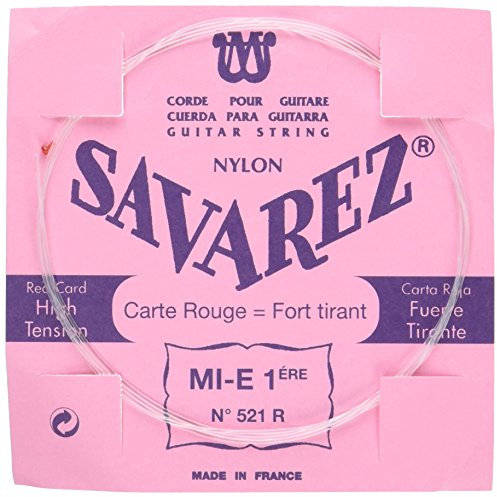 CORDE POUR GUITARE
CUERDA PARA GUITARRA
GUITAR STRING
NYLON
SAVAREZ®
Red Card
High
Tension
Carte Rouge = Fort tirant
Carta Roja
Fuerte
Tirante
MI-E 1ÉRE
N° 521 R
MADE IN FRANCE